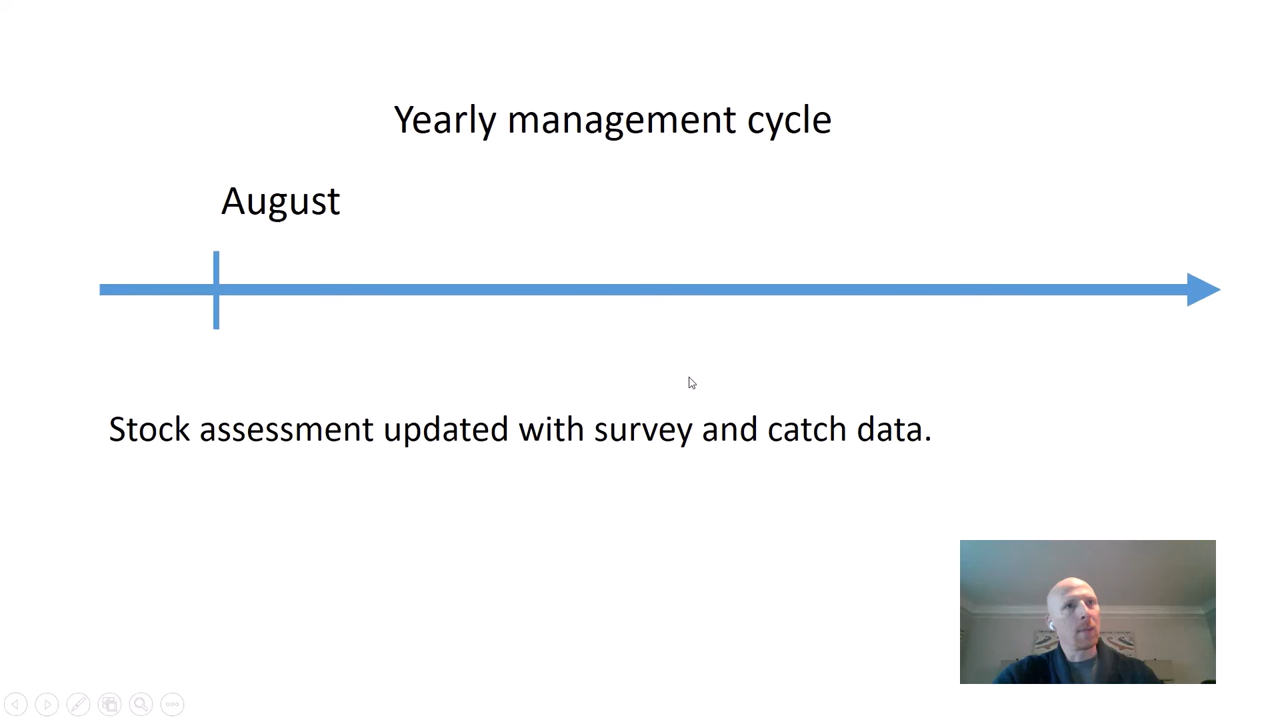 Yearly management cycle
August
Stock assessment updated with survey and catch data.